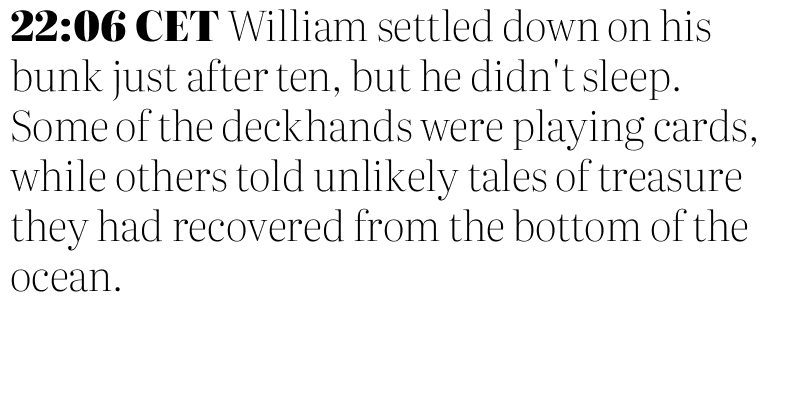 22:06 CET William settled down on his
bunk just after ten, but he didn't sleep.
Some of the deckhands were playing cards,
while others told unlikely tales of treasure
they had recovered from the bottom of the
ocean.